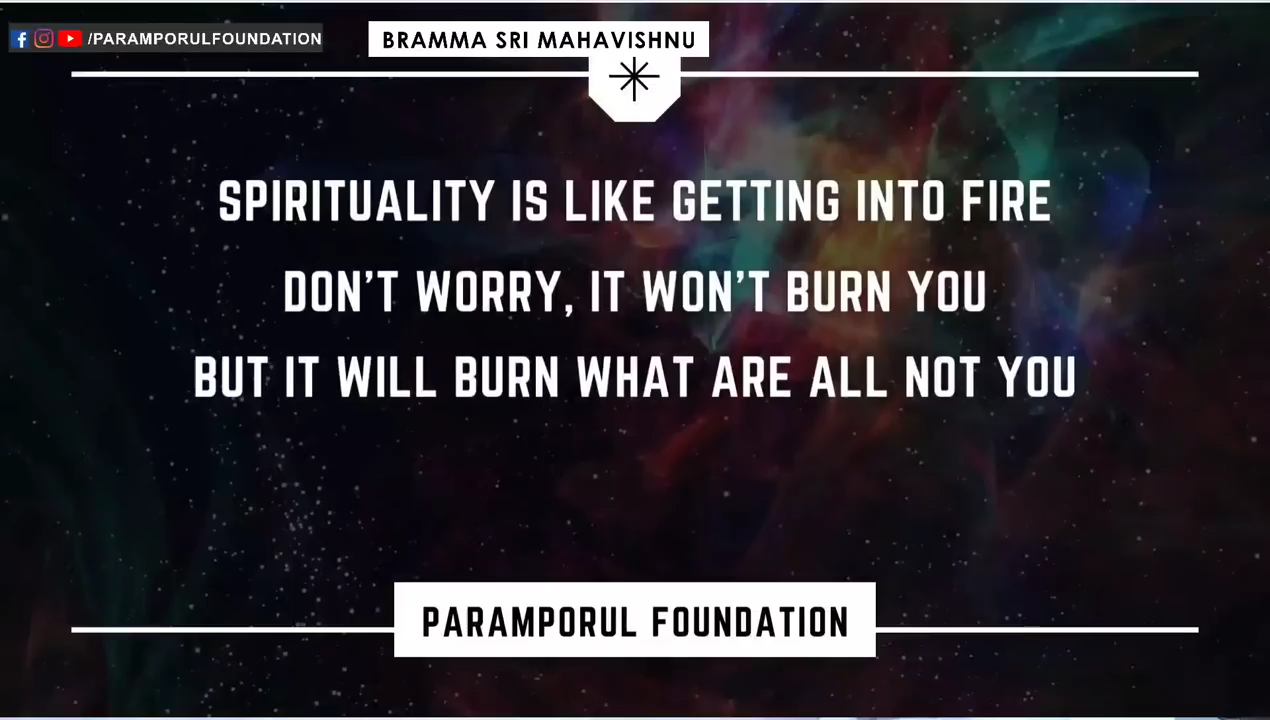 /PARAMPORULFOUNDATION
BRAMMA SRI MAHAVISHNU
SPIRITUALITY IS LIKE GETTING INTO FIRE
DON'T WORRY, IT WON'T BURN YOU
BUT IT WILL BURN WHAT ARE ALL NOT YOU
PARAMPORUL FOUNDATION